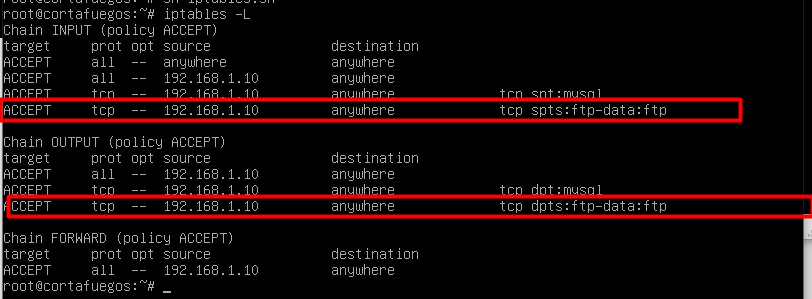 root@cortafuegos:~# sh iptables.sh
root@cortafuegos:~# iptables -L
Chain INPUT (policy ACCEPT)
target prot opt source destination
ACCEPT all -- anywhere anywhere
ACCEPT all -- 192.168.1.10 anywhere
ACCEPT tcp -- 192.168.1.10 anywhere tcp spt:mysql
ACCEPT tcp -- 192.168.1.10 anywhere tcp spts:ftp-data:ftp
Chain OUTPUT (policy ACCEPT)
target prot opt source destination
ACCEPT all -- 192.168.1.10 anywhere
ACCEPT tcp -- 192.168.1.10 anywhere tcp dpt:mysql
ACCEPT tcp -- 192.168.1.10 anywhere tcp dpts:ftp-data:ftp
Chain FORWARD (policy ACCEPT)
target prot opt source destination
ACCEPT all -- 192.168.1.10 anywhere
root@cortafuegos:~# _